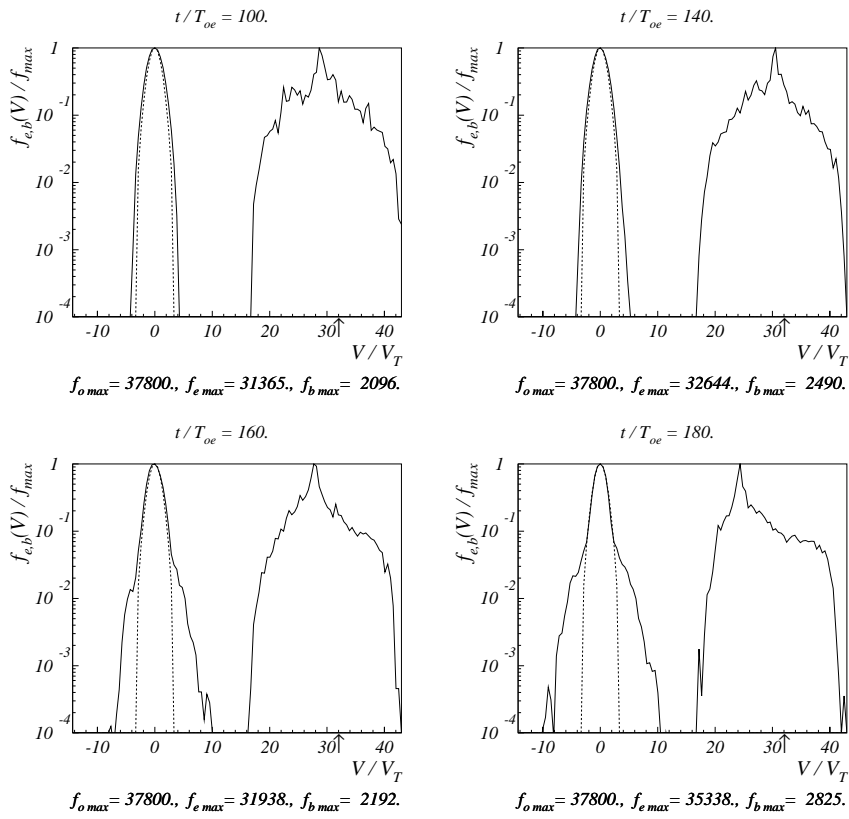 t / T_oe = 100.
f_e,b(V) / f_max
1
10^-1
10^-2
10^-3
10^-4
-10 0 10 20 30 40
V / V_T
f_o max= 37800., f_e max= 31365., f_b max= 2096.
t / T_oe = 140.
f_e,b(V) / f_max
1
10^-1
10^-2
10^-3
10^-4
-10 0 10 20 30 40
V / V_T
f_o max= 37800., f_e max= 32644., f_b max= 2490.
t / T_oe = 160.
f_e,b(V) / f_max
1
10^-1
10^-2
10^-3
10^-4
-10 0 10 20 30 40
V / V_T
f_o max= 37800., f_e max= 31938., f_b max= 2192.
t / T_oe = 180.
f_e,b(V) / f_max
1
10^-1
10^-2
10^-3
10^-4
-10 0 10 20 30 40
V / V_T
f_o max= 37800., f_e max= 35338., f_b max= 2825.